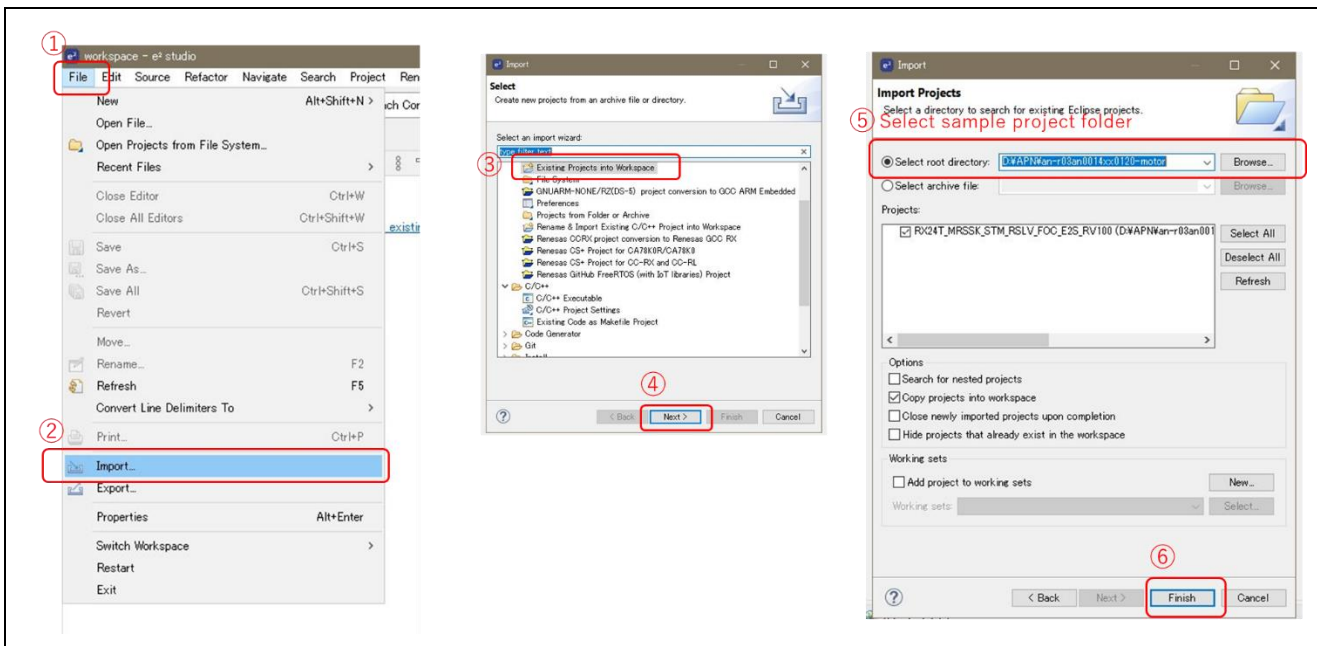 ①
workspace - e² studio
File Edit Source Refactor Navigate Search Project Ren
New Alt+Shift+N >
Open File...
Open Projects from File System...
Recent Files >
Close Editor Ctrl+W
Close All Editors Ctrl+Shift+W
Save Ctrl+S
Save As...
Save All Ctrl+Shift+S
Revert
Move...
Rename... F2
Refresh F5
Convert Line Delimiters To >
②
Print... Ctrl+P
Import...
Export...
Properties Alt+Enter
Switch Workspace >
Restart
Exit
ch Cor
existin
Import
Select
Create new projects from an archive file or directory.
Select an import wizard:
type filter text
③
Existing Projects into Workspace
File System
GNUARM-NONE/RZ(DS-5) project conversion to GCC ARM Embedded
Preferences
Projects from Folder or Archive
Rename & Import Existing C/C++ Project into Workspace
Renesas CCRX project conversion to Renesas GCC RX
Renesas CS+ Project for CA78K0R/CA78K0
Renesas CS+ Project for CC-RX and CC-RL
Renesas GitHub FreeRTOS (with IoT libraries) Project
C/C++
C/C++ Executable
C/C++ Project Settings
Existing Code as Makefile Project
Code Generator
Git
Install
④
? < Back Next > Finish Cancel
Import
Import Projects
Select a directory to search for existing Eclipse projects.
⑤ Select sample project folder
Select root directory: D:¥APN¥an-r03an0014xx0120-motor Browse...
Select archive file: Browse...
Projects:
RX24T_MRSSK_STM_RSLV_FOC_E2S_RV100 (D:¥APN¥an-r03an001
Select All
Deselect All
Refresh
Options
Search for nested projects
Copy projects into workspace
Close newly imported projects upon completion
Hide projects that already exist in the workspace
Working sets
Add project to working sets New...
Working sets: Select...
⑥
? < Back Next > Finish Cancel